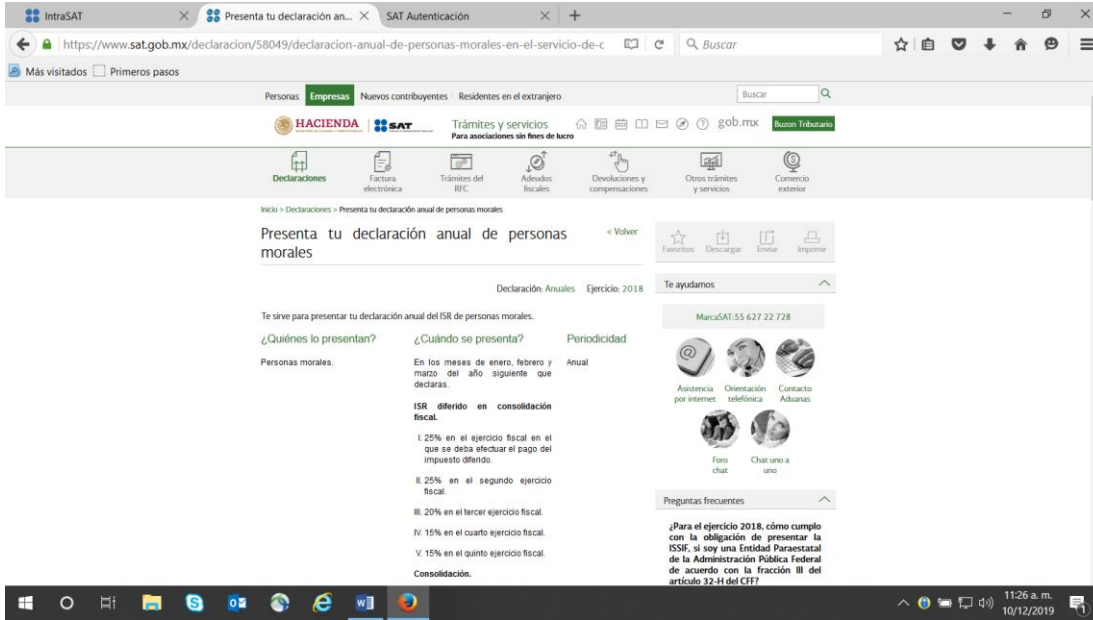 IntraSAT
Presenta tu declaración an...
SAT Autenticación
https://www.sat.gob.mx/declaracion/58049/declaracion-anual-de-personas-morales-en-el-servicio-de-c
Buscar
Más visitados
Primeros pasos
Personas Empresas Nuevos contribuyentes Residentes en el extranjero
Buscar
HACIENDA
SAT
Trámites y servicios
Para asociaciones sin fines de lucro
gob.mx
Buzon Tributario
Declaraciones
Factura
electrónica
Trámites del
RFC
Adeudos
fiscales
Devoluciones y
compensaciones
Otros trámites
y servicios
Comercio
exterior
Inicio > Declaraciones > Presenta tu declaración anual de personas morales
Presenta tu declaración anual de personas
morales
< Volver
Declaración: Anuales Ejercicio: 2018
Te sirve para presentar tu declaración anual del ISR de personas morales.
¿Quiénes lo presentan?
Personas morales.
¿Cuándo se presenta?
En los meses de enero, febrero y
marzo del año siguiente que
declaras.
ISR diferido en consolidación
fiscal.
I. 25% en el ejercicio fiscal en el
que se deba efectuar el pago del
impuesto diferido.
II. 25% en el segundo ejercicio
fiscal.
III. 20% en el tercer ejercicio fiscal.
IV. 15% en el cuarto ejercicio fiscal.
V. 15% en el quinto ejercicio fiscal.
Consolidación.
Periodicidad
Anual
Favoritos
Descargar
Enviar
Imprimir
Te ayudamos
MarcaSAT:55 627 22 728
Asistencia
por internet
Orientación
telefónica
Contacto
Aduanas
Foro
chat
Chat uno a
uno
Preguntas frecuentes
¿Para el ejercicio 2018, cómo cumplo
con la obligación de presentar la
ISSIF, si soy una Entidad Paraestatal
de la Administración Pública Federal
de acuerdo con la fracción III del
artículo 32-H del CFF?
11:26 a. m.
10/12/2019